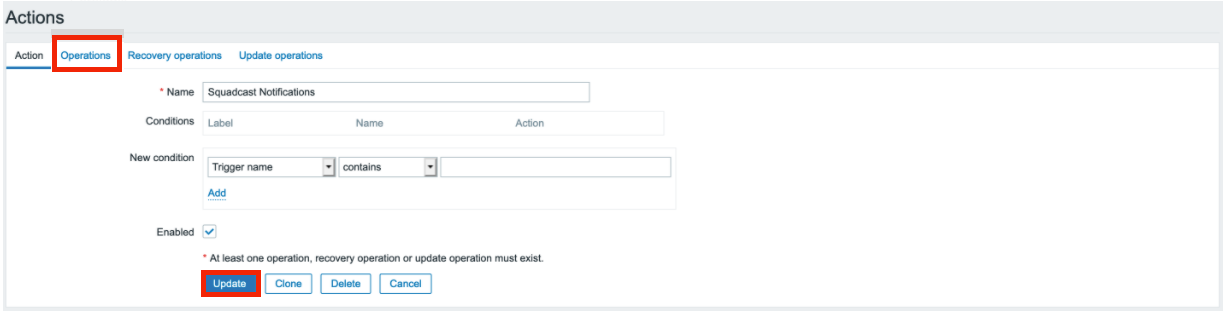 Actions
Action Operations Recovery operations Update operations
* Name Squadcast Notifications
Conditions Label Name Action
New condition Trigger name contains
Add
Enabled
* At least one operation, recovery operation or update operation must exist.
Update Clone Delete Cancel